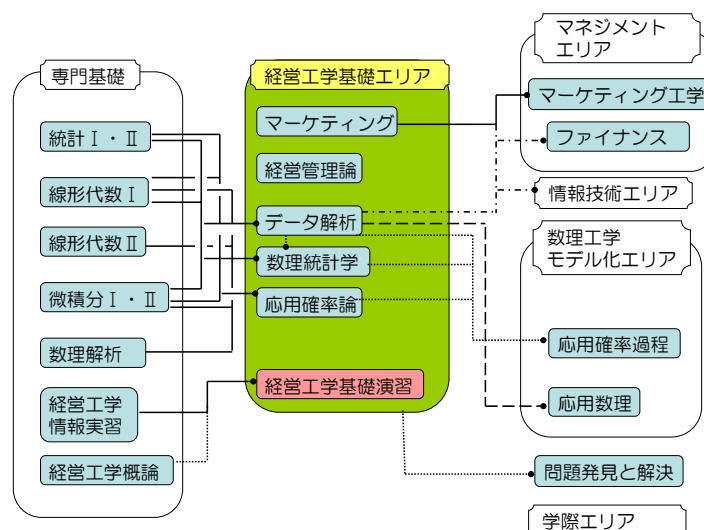 専門基礎
統計Ⅰ・Ⅱ
線形代数Ⅰ
線形代数Ⅱ
微積分Ⅰ・Ⅱ
数理解析
経営工学
情報実習
経営工学概論
経営工学基礎エリア
マーケティング
経営管理論
データ解析
数理統計学
応用確率論
経営工学基礎演習
マネジメント
エリア
マーケティング工学
ファイナンス
情報技術エリア
数理工学
モデル化エリア
応用確率過程
応用数理
問題発見と解決
学際エリア